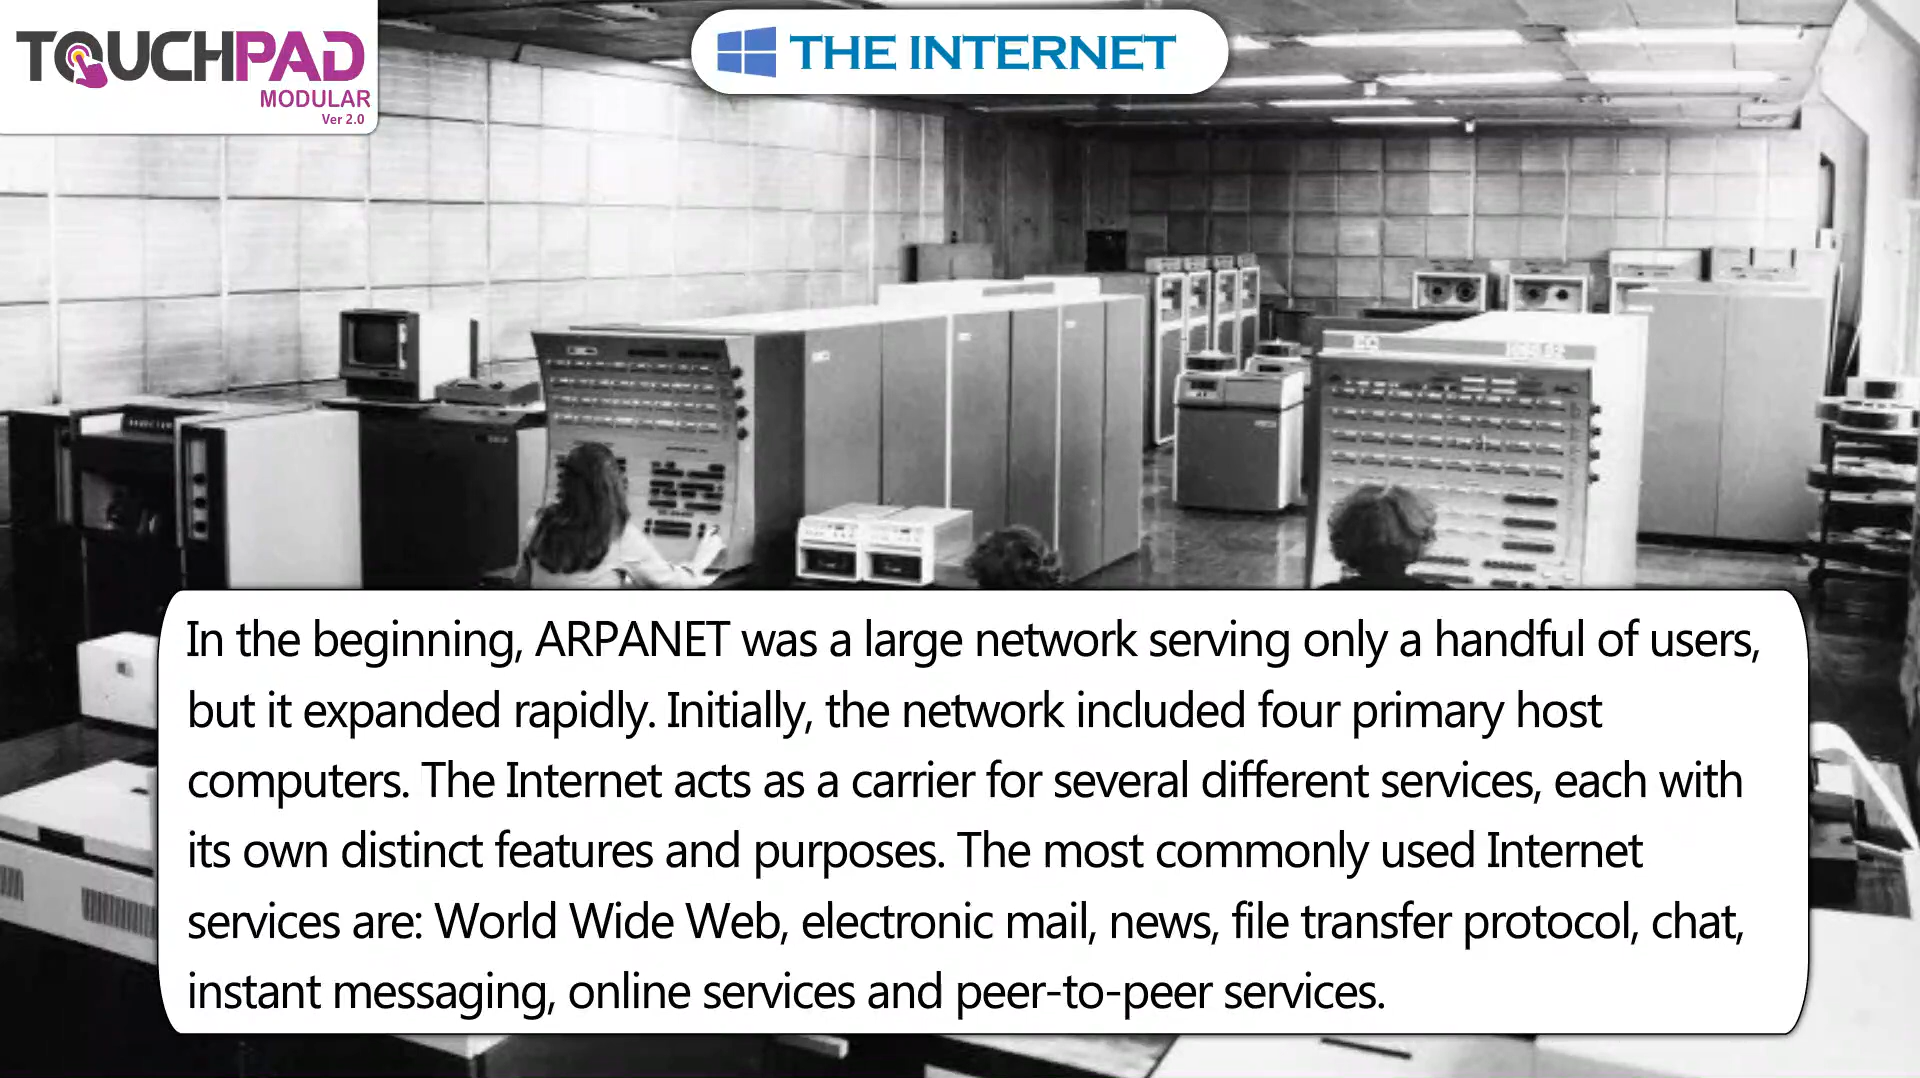 TOUCHPAD
MODULAR
Ver 2.0
THE INTERNET
In the beginning, ARPANET was a large network serving only a handful of users,
but it expanded rapidly. Initially, the network included four primary host
computers. The Internet acts as a carrier for several different services, each with
its own distinct features and purposes. The most commonly used Internet
services are: World Wide Web, electronic mail, news, file transfer protocol, chat,
instant messaging, online services and peer-to-peer services.